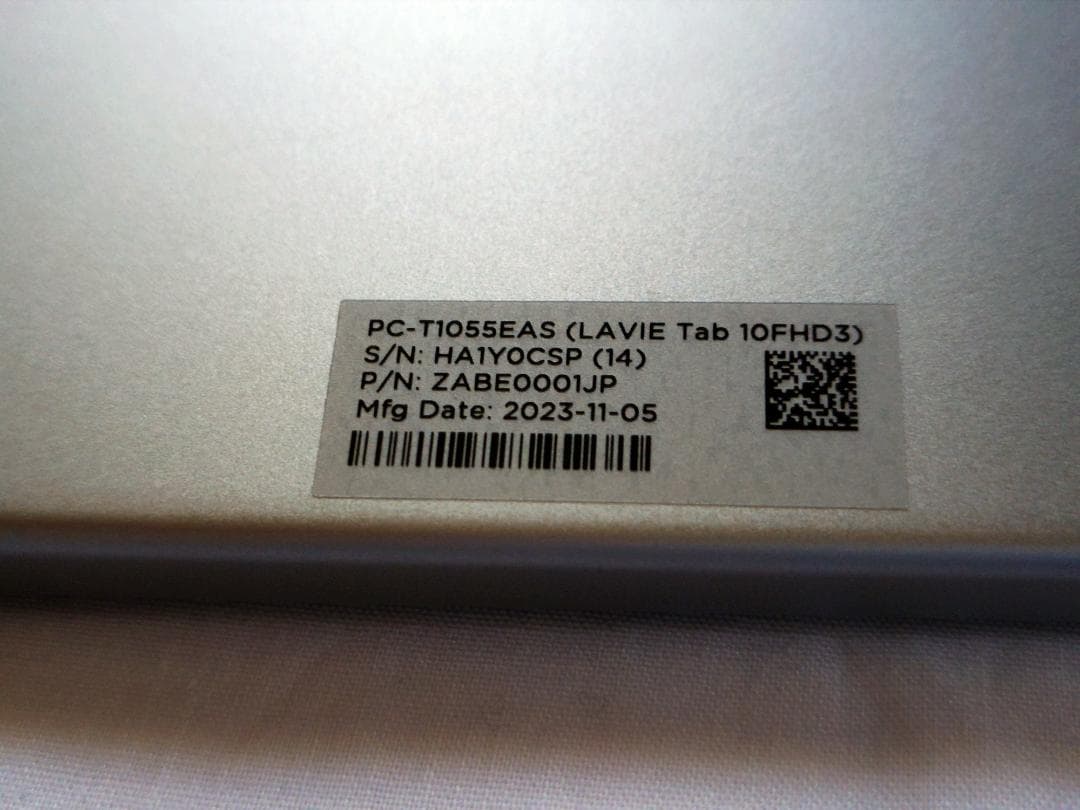 PC-T1055EAS (LAVIE Tab 10FHD3)
S/N: HA1Y0CSP (14)
P/N: ZABE0001JP
Mfg Date: 2023-11-05